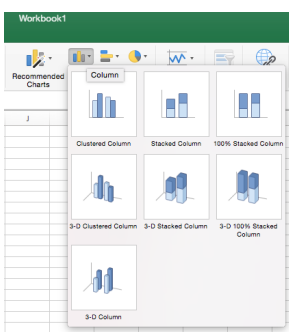 Workbook1
Recommended
Charts
Column
J
Clustered Column
Stacked Column
100% Stacked Column
3-D Clustered Column
3-D Stacked Column
3-D 100% Stacked
Column
3-D Column